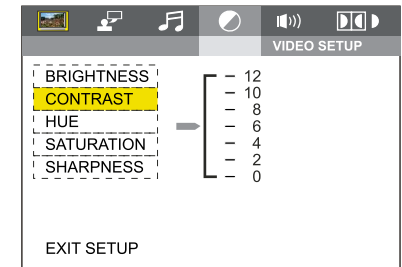 VIDEO SETUP
BRIGHTNESS
CONTRAST
HUE
SATURATION
SHARPNESS
– 12
– 10
– 8
– 6
– 4
– 2
– 0
EXIT SETUP